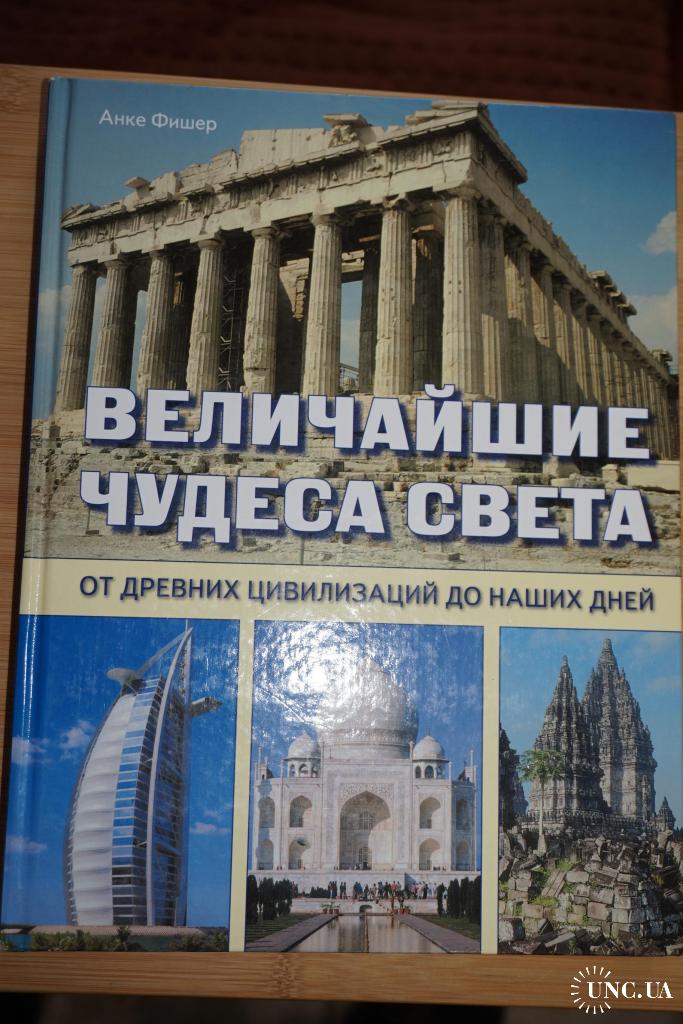 Анке Фишер
ВЕЛИЧАЙШИЕ
ЧУДЕСА СВЕТА
ОТ ДРЕВНИХ ЦИВИЛИЗАЦИЙ ДО НАШИХ ДНЕЙ
UNC.UA